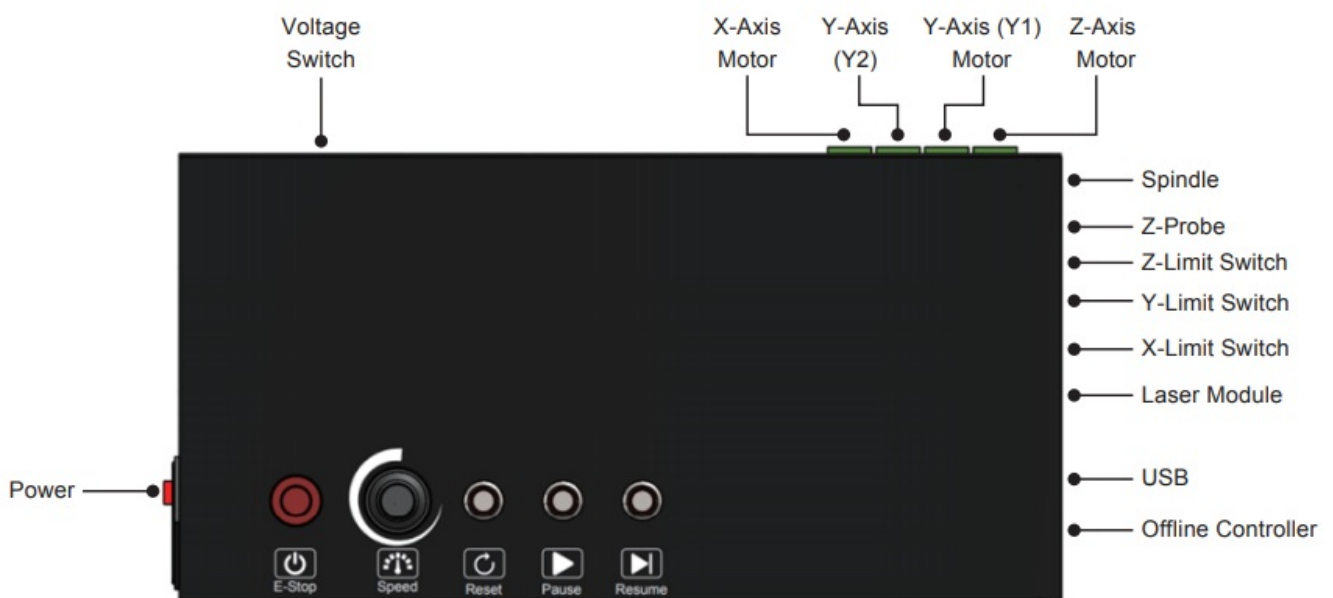 Voltage
Switch
X-Axis
Motor
Y-Axis
(Y2)
Y-Axis (Y1)
Motor
Z-Axis
Motor
Spindle
Z-Probe
Z-Limit Switch
Y-Limit Switch
X-Limit Switch
Laser Module
USB
Offline Controller
Power
E-Stop
Speed
Reset
Pause
Resume